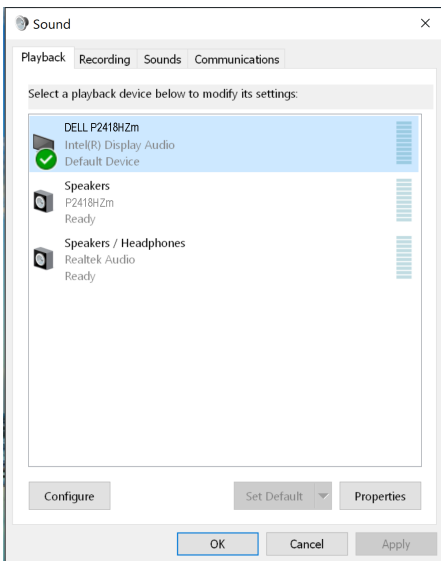 Sound
Playback Recording Sounds Communications
Select a playback device below to modify its settings:
DELL P2418HZm
Intel(R) Display Audio
Default Device
Speakers
P2418HZm
Ready
Speakers / Headphones
Realtek Audio
Ready
Configure Set Default Properties
OK Cancel Apply